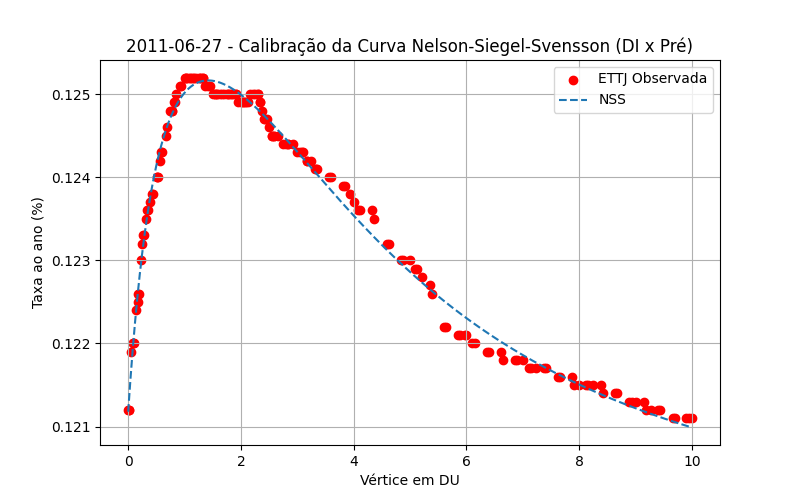 2011-06-27 - Calibração da Curva Nelson-Siegel-Svensson (DI x Pré)
ETTJ Observada
NSS
Taxa ao ano (%)
0.125
0.124
0.123
0.122
0.121
0
2
4
6
8
10
Vértice em DU